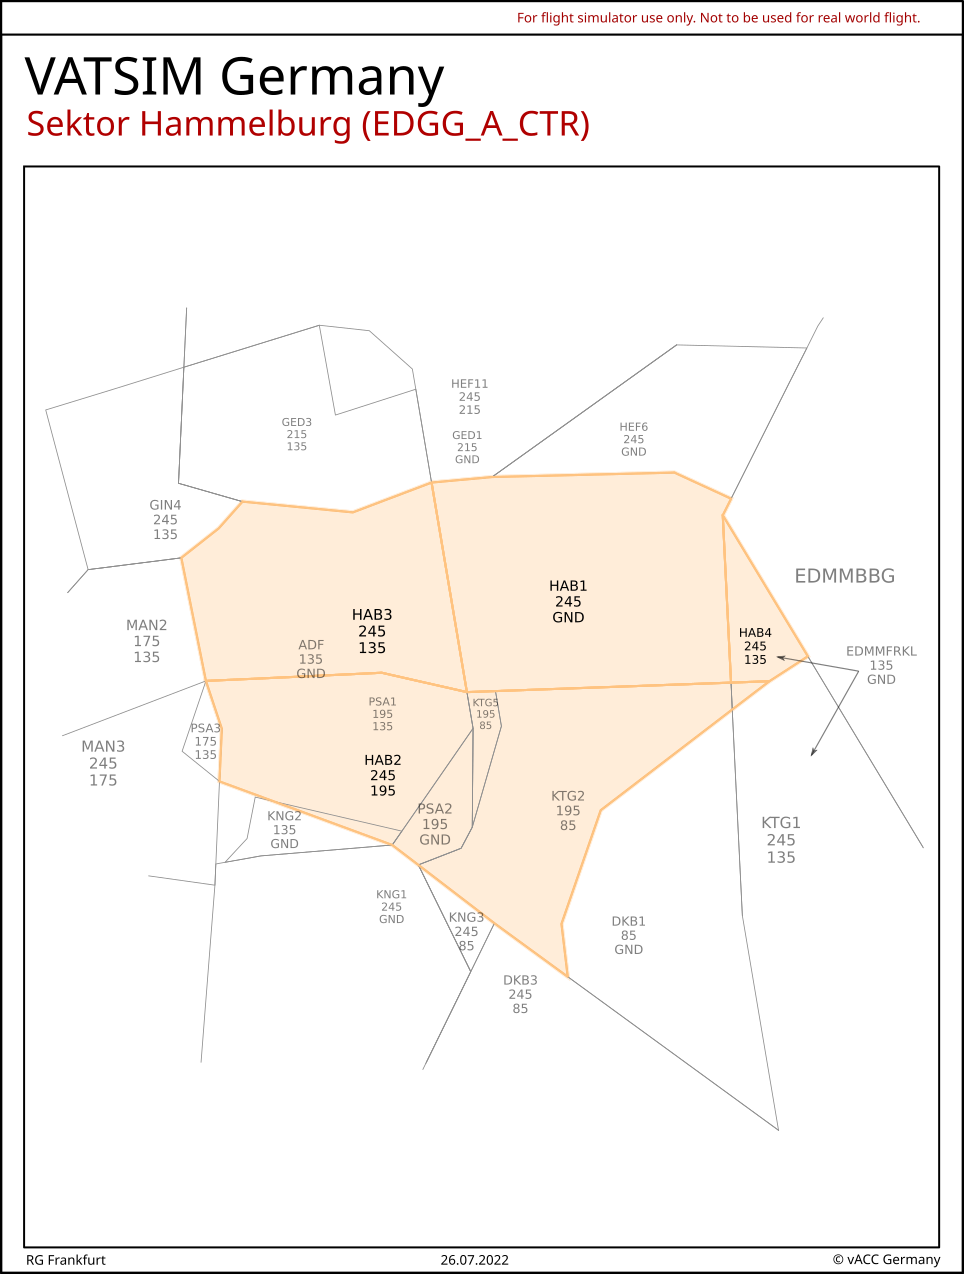 For flight simulator use only. Not to be used for real world flight.
VATSIM Germany
Sektor Hammelburg (EDGG_A_CTR)
HEF11
245
215
GED3
215
135
GED1
215
GND
HEF6
245
GND
GIN4
245
135
EDMMBBG
HAB1
245
GND
HAB3
245
135
MAN2
175
135
HAB4
245
135
ADF
135
GND
EDMMFRKL
135
GND
PSA1
195
135
KTG5
195
85
PSA3
175
135
MAN3
245
175
HAB2
245
195
KTG2
195
85
PSA2
195
GND
KNG2
135
GND
KTG1
245
135
KNG1
245
GND
KNG3
245
85
DKB1
85
GND
DKB3
245
85
RG Frankfurt
26.07.2022
© vACC Germany